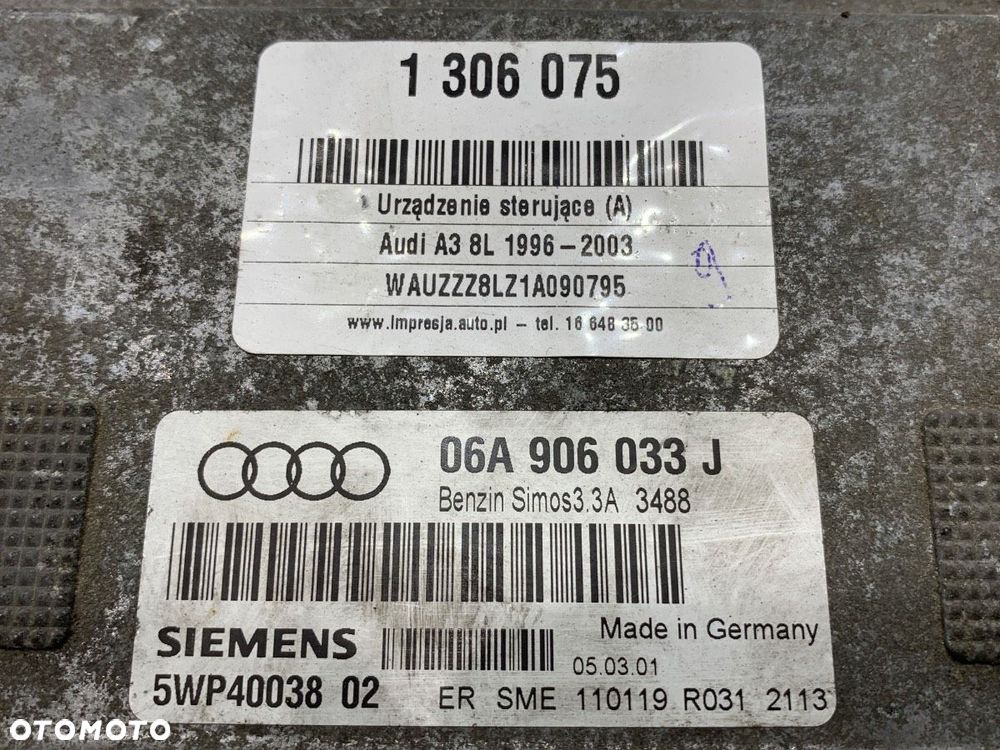 1 306 075
Urządzenie sterujące (A)
Audi A3 8L 1996-2003
WAUZZZ8LZ1A090795
www.impresja.auto.pl - tel. 16 648 35 00
06A 906 033 J
Benzin Simos3.3A 3488
SIEMENS
Made in Germany
05.03.01
5WP40038 02
ER SME 110119 R031 2113
OTOMOTO
OTOMOTO